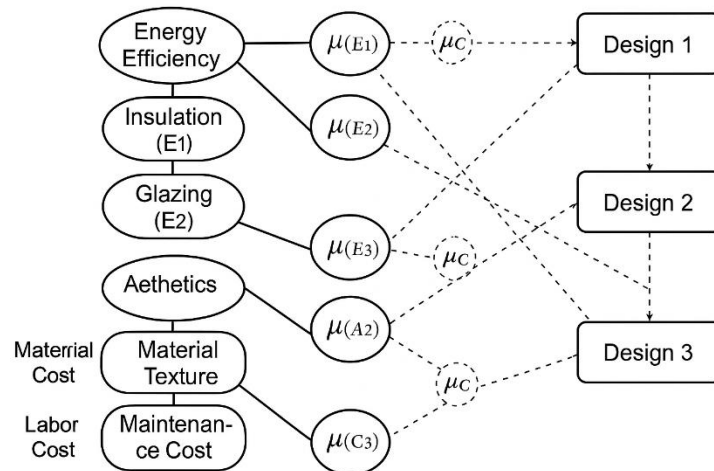 Energy
Efficiency
μ(E1)
μC
Design 1
Insulation
(E1)
μ(E2)
Glazing
(E2)
Design 2
μ(E3)
μC
Aethetics
μ(A2)
Materrial
Cost
Material
Texture
μC
Design 3
Labor
Cost
Maintenan-
ce Cost
μ(C3)